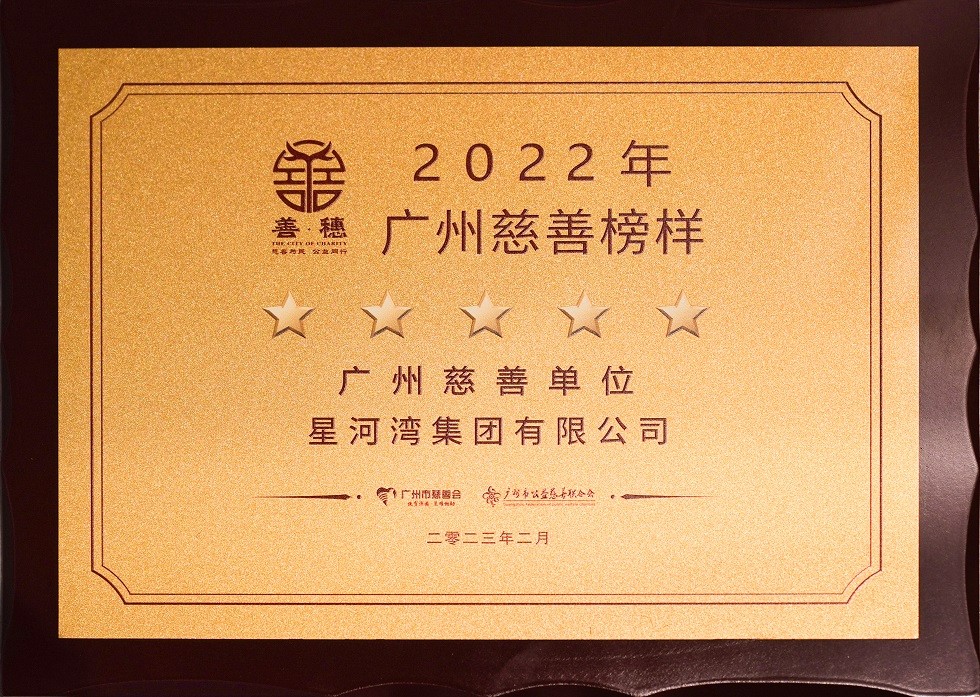 2022年
广州慈善榜样
善·穗
THE CITY OF CHARITY
慈善为民 公益同行
广州慈善单位
星河湾集团有限公司
广州市慈善会
广州市公益慈善联合会
二零二三年二月